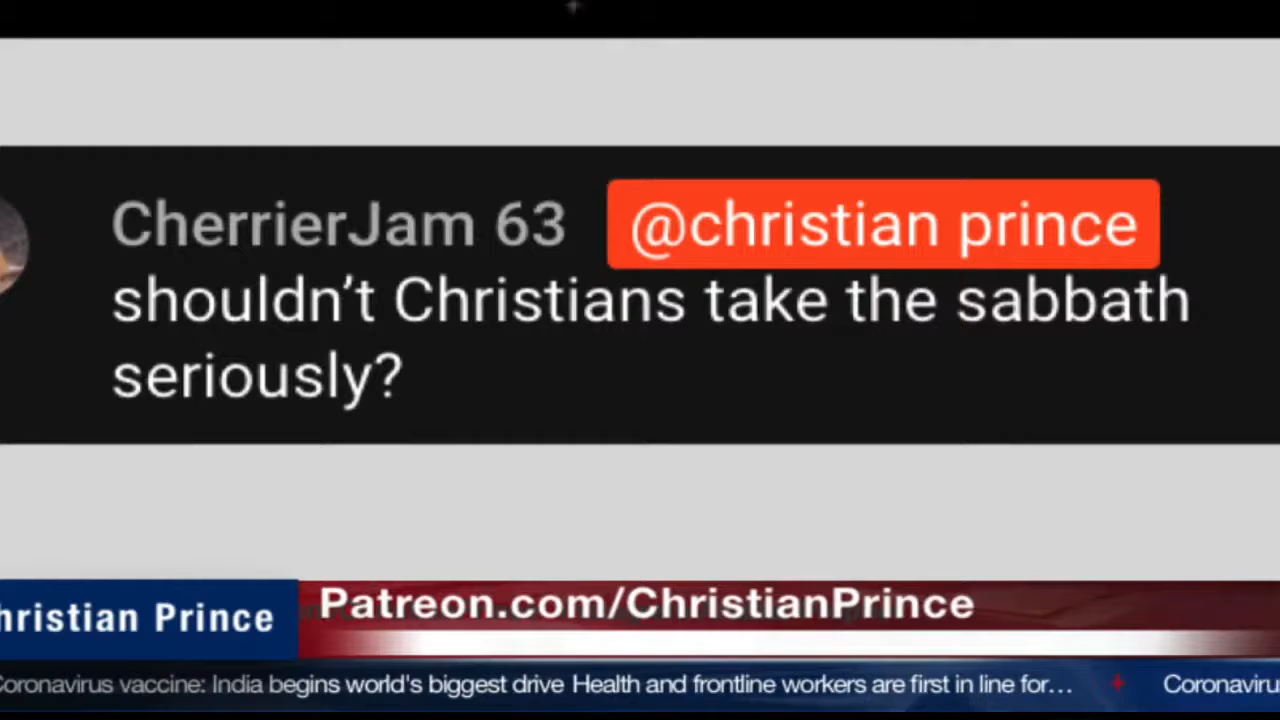 CherrierJam 63 @christian prince
shouldn't Christians take the sabbath
seriously?
hristian Prince
Patreon.com/ChristianPrince
Coronavirus vaccine: India begins world's biggest drive Health and frontline workers are first in line for… Coronaviru